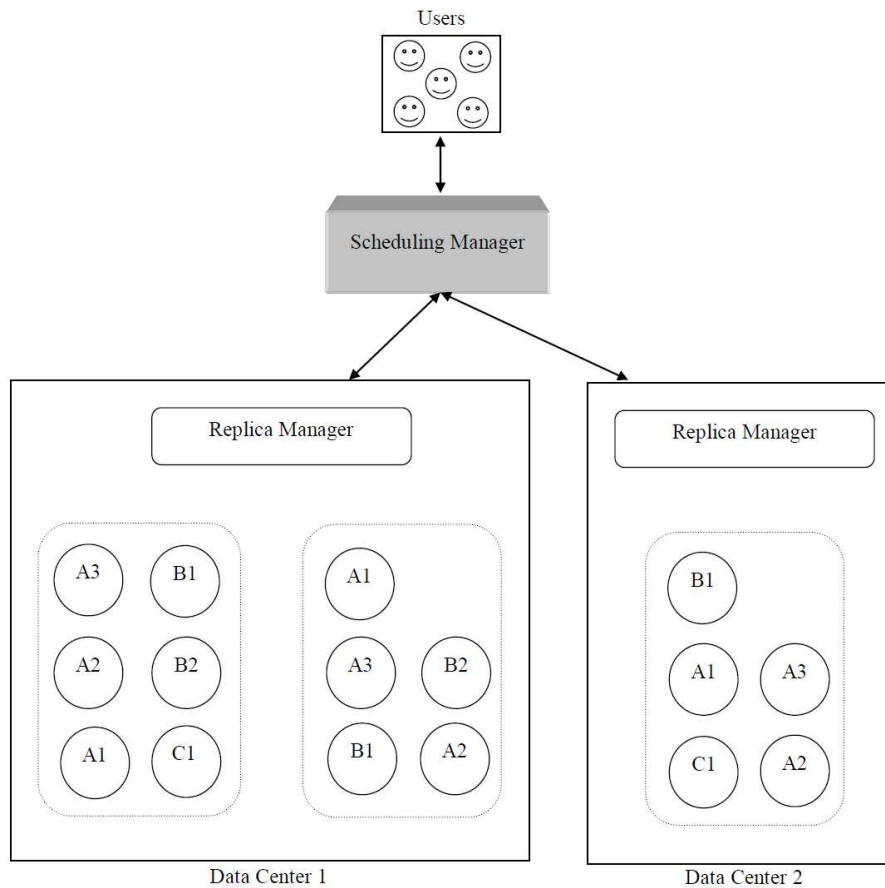 Users
Scheduling Manager
Replica Manager
Replica Manager
A3
B1
A2
B2
A1
C1
A1
A3
B2
B1
A2
B1
A1
A3
C1
A2
Data Center 1
Data Center 2